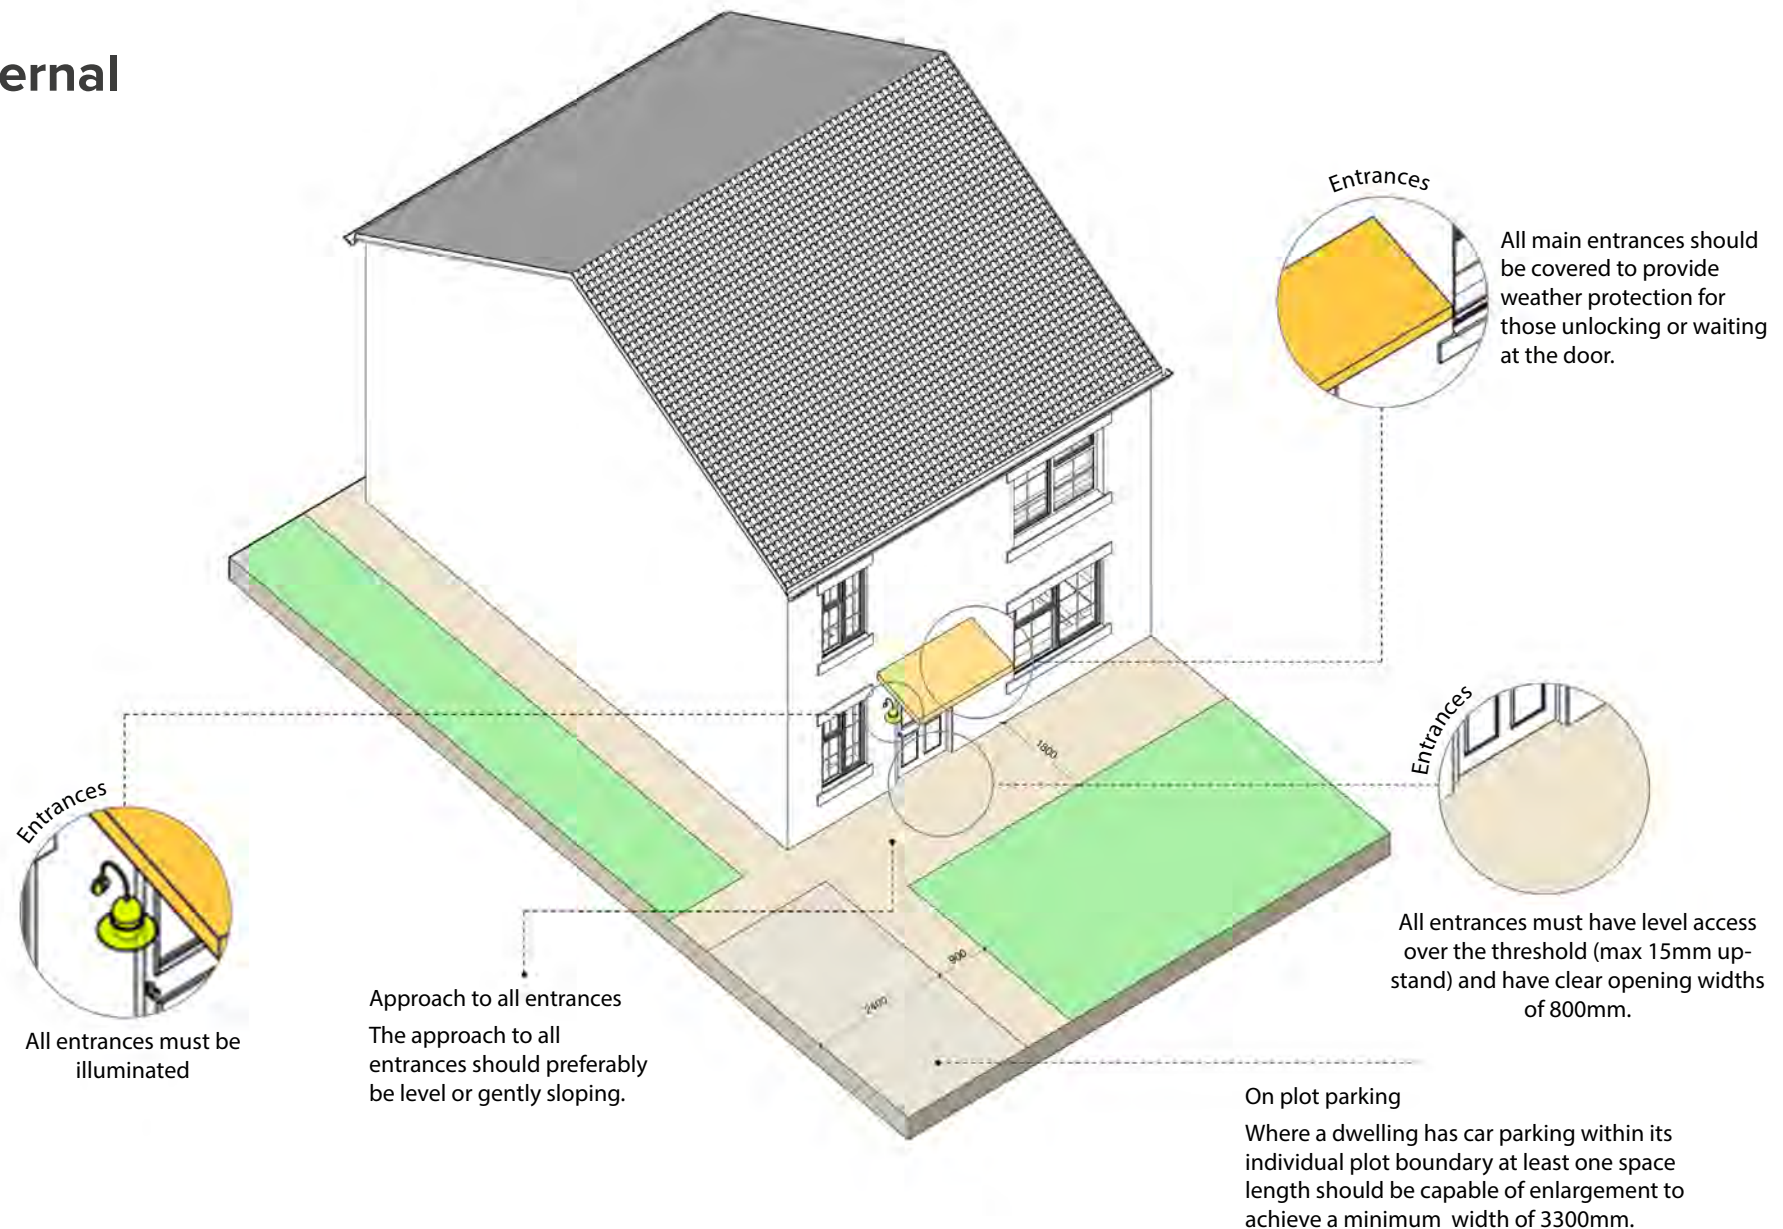 ernal
Entrances
All main entrances should
be covered to provide
weather protection for
those unlocking or waiting
at the door.
Entrances
1800
Entrances
All entrances must be
illuminated
900
2400
All entrances must have level access
over the threshold (max 15mm up-
stand) and have clear opening widths
of 800mm.
Approach to all entrances
The approach to all
entrances should preferably
be level or gently sloping.
On plot parking
Where a dwelling has car parking within its
individual plot boundary at least one space
length should be capable of enlargement to
achieve a minimum  width of 3300mm.